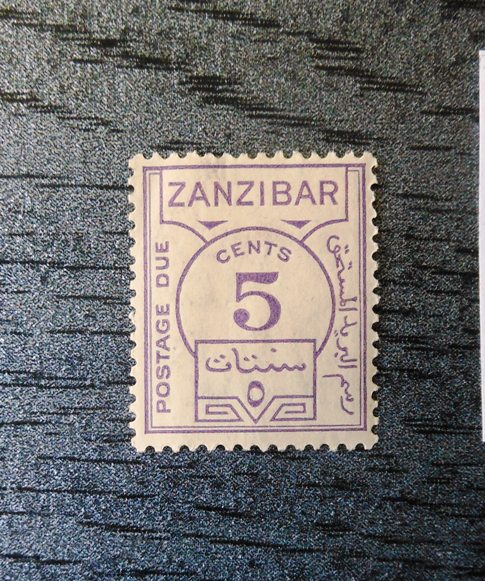 ZANZIBAR
POSTAGE DUE
CENTS
5
سنتات
٥
رسم البريد المستحق